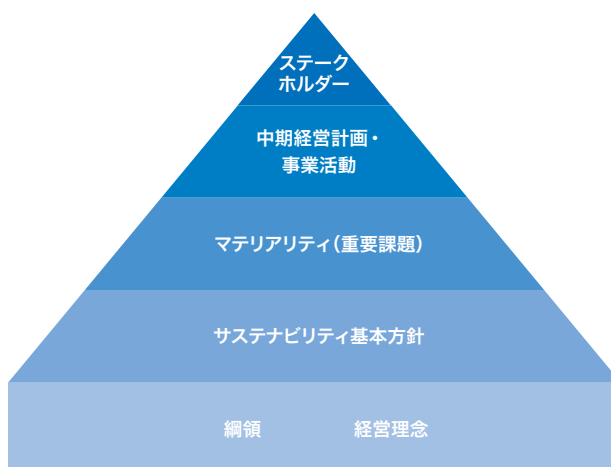 ステーク
ホルダー
中期経営計画・
事業活動
マテリアリティ（重要課題）
サステナビリティ基本方針
綱領 経営理念